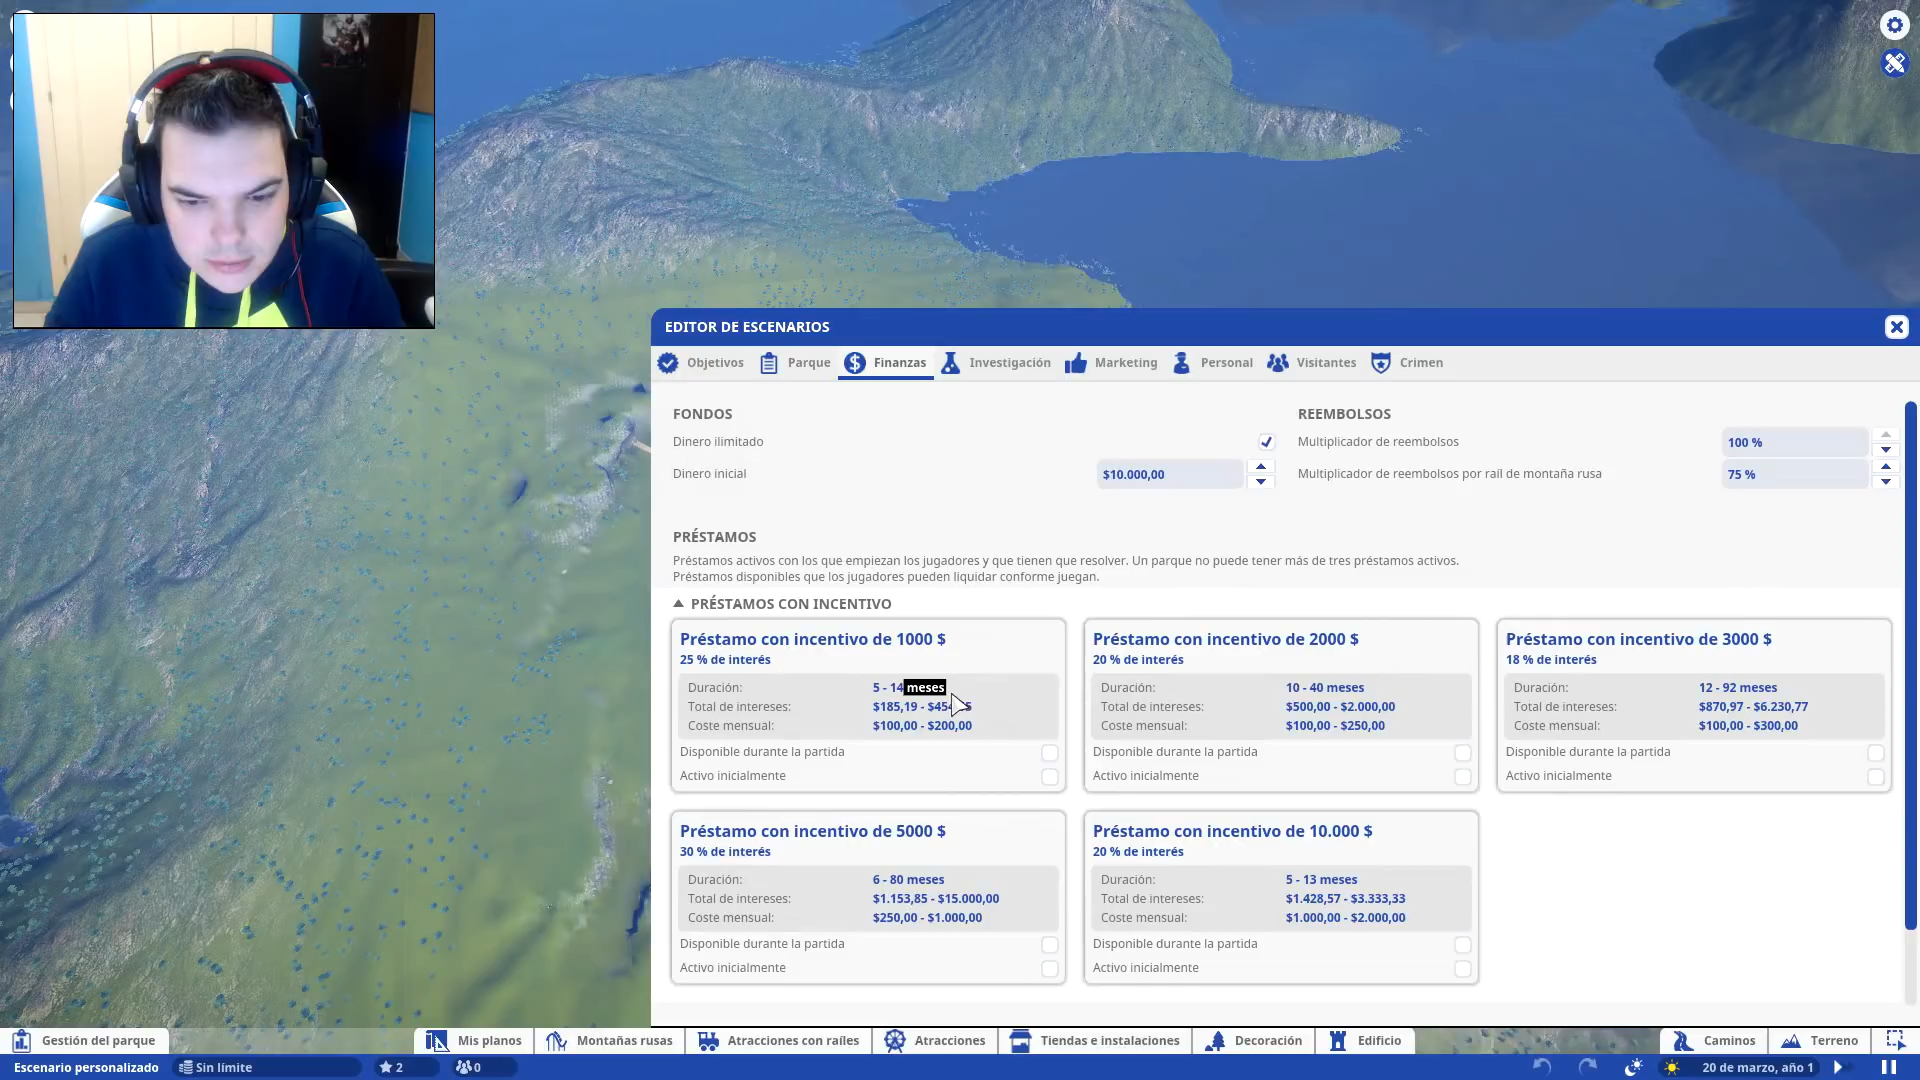 EDITOR DE ESCENARIOS
Objetivos
Parque
Finanzas
Investigación
Marketing
Personal
Visitantes
Crimen
FONDOS
Dinero ilimitado
Dinero inicial
$10.000,00
REEMBOLSOS
Multiplicador de reembolsos
100 %
Multiplicador de reembolsos por raíl de montaña rusa
75 %
PRÉSTAMOS
Préstamos activos con los que empiezan los jugadores y que tienen que resolver. Un parque no puede tener más de tres préstamos activos.
Préstamos disponibles que los jugadores pueden liquidar conforme juegan.
PRÉSTAMOS CON INCENTIVO
Préstamo con incentivo de 1000 $
25 % de interés
Duración: 5 - 14 meses
Total de intereses: $185,19 -
Coste mensual: $100,00 - $200,00
Disponible durante la partida
Activo inicialmente
Préstamo con incentivo de 2000 $
20 % de interés
Duración: 10 - 40 meses
Total de intereses: $500,00 - $2.000,00
Coste mensual: $100,00 - $250,00
Disponible durante la partida
Activo inicialmente
Préstamo con incentivo de 3000 $
18 % de interés
Duración: 12 - 92 meses
Total de intereses: $870,97 - $6.230,77
Coste mensual: $100,00 - $300,00
Disponible durante la partida
Activo inicialmente
Préstamo con incentivo de 5000 $
30 % de interés
Duración: 6 - 80 meses
Total de intereses: $1.153,85 - $15.000,00
Coste mensual: $250,00 - $1.000,00
Disponible durante la partida
Activo inicialmente
Préstamo con incentivo de 10.000 $
20 % de interés
Duración: 5 - 13 meses
Total de intereses: $1.428,57 - $3.333,33
Coste mensual: $1.000,00 - $2.000,00
Disponible durante la partida
Activo inicialmente
Gestión del parque
Mis planos
Montañas rusas
Atracciones con raíles
Atracciones
Tiendas e instalaciones
Decoración
Edificio
Caminos
Terreno
Escenario personalizado
Sin límite
2
0
20 de marzo, año 1